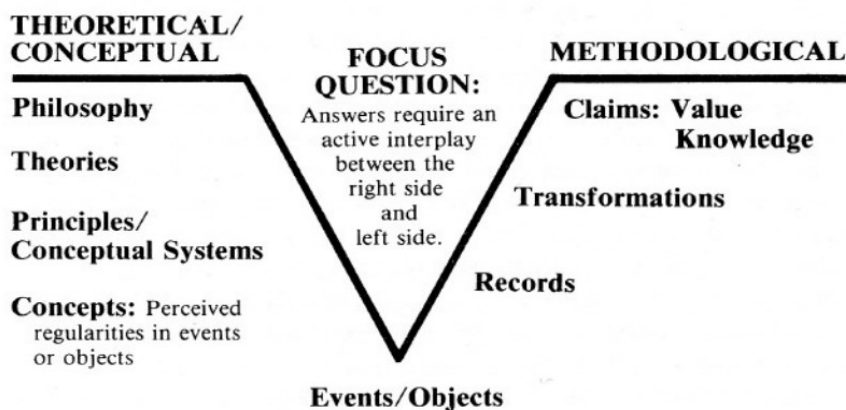 THEORETICAL/
CONCEPTUAL
Philosophy
Theories
Principles/
Conceptual Systems
Concepts: Perceived
regularities in events
or objects
FOCUS
QUESTION:
Answers require an
active interplay
between the
right side
and
left side.
METHODOLOGICAL
Claims: Value
Knowledge
Transformations
Records
Events/Objects